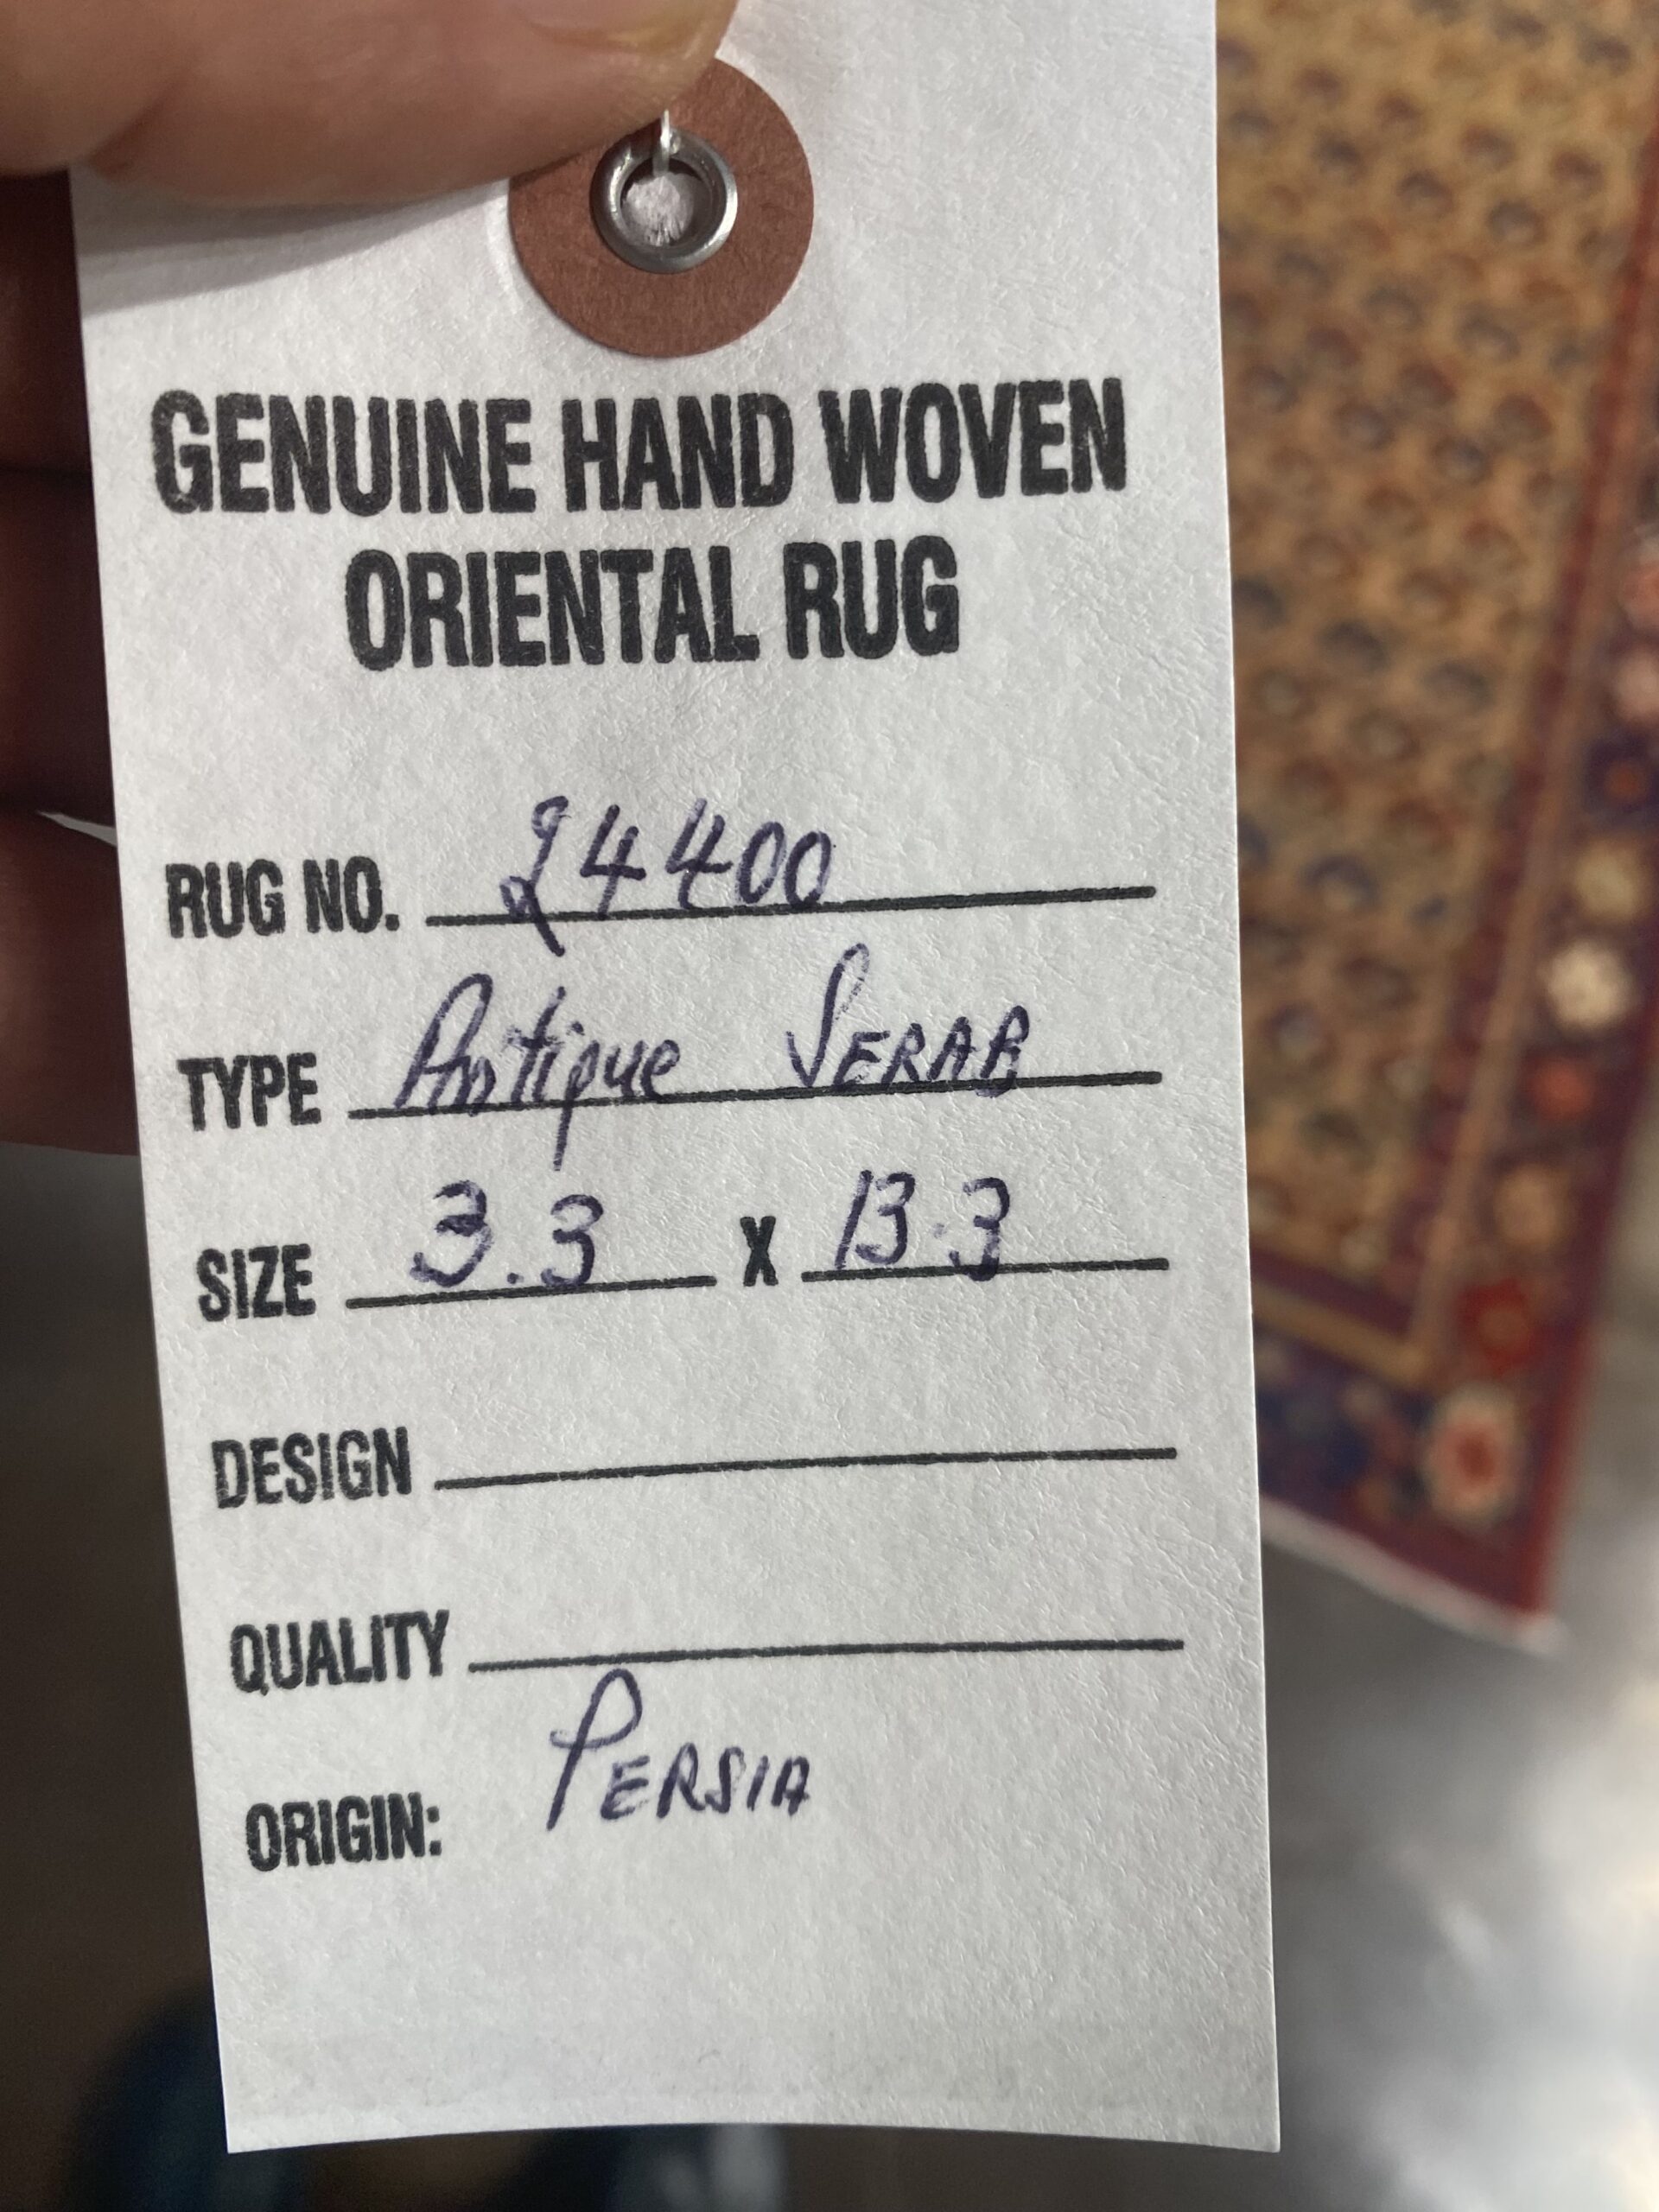 GENUINE HAND WOVEN
ORIENTAL RUG
RUG NO. 24400
TYPE Antique SERAB
SIZE 3.3 X 13.3
DESIGN
QUALITY
ORIGIN: PERSIA